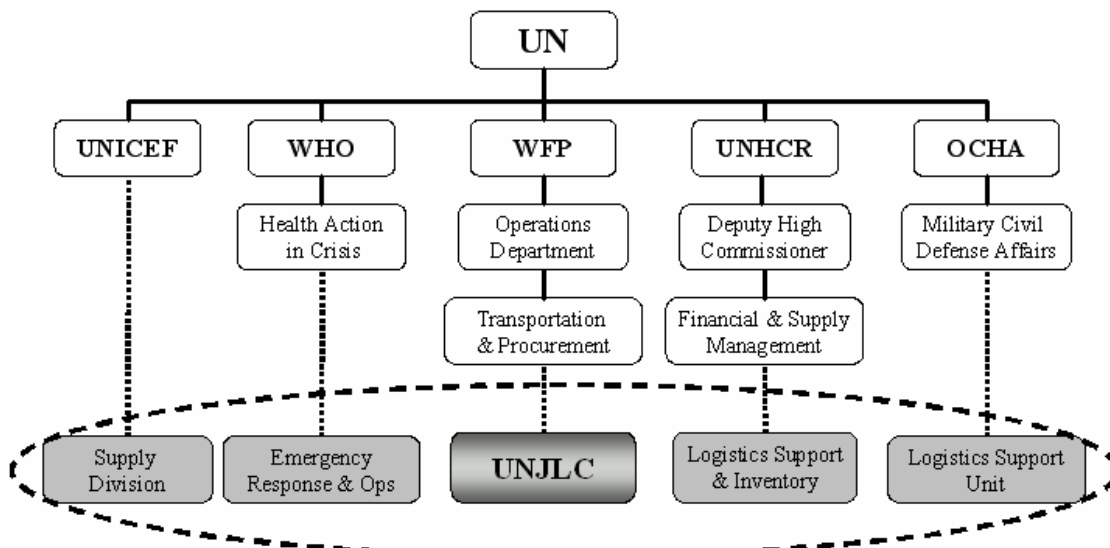 UN
UNICEF
WHO
WFP
UNHCR
OCHA
Health Action
in Crisis
Operations
Department
Deputy High
Commissioner
Military Civil
Defense Affairs
Transportation
& Procurement
Financial & Supply
Management
Supply
Division
Emergency
Response & Ops
UNJLC
Logistics Support
& Inventory
Logistics Support
Unit